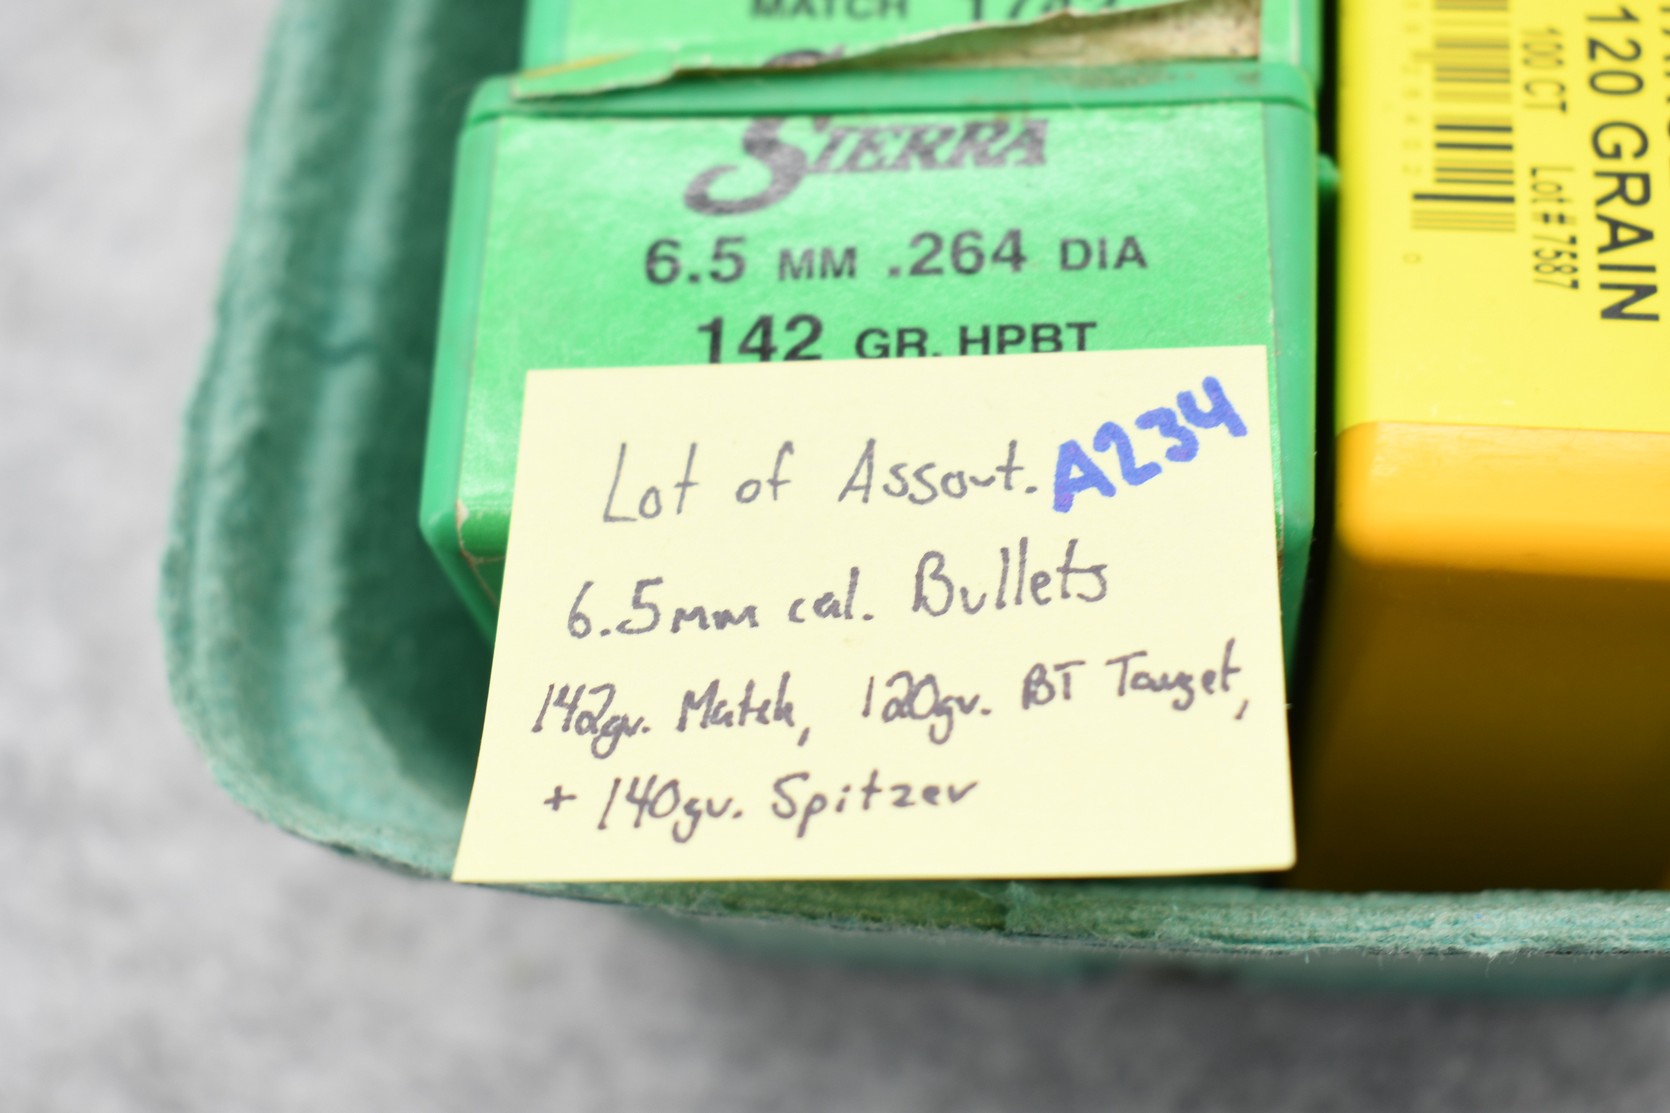 MATCH
SIERRA
6.5 MM .264 DIA
142 GR. HPBT
120 GRAIN
100 CT Lot # 7587
Lot of Assort. A234
6.5mm cal. Bullets
142gr. Match, 120gr. BT Target,
+ 140gr. Spitzer